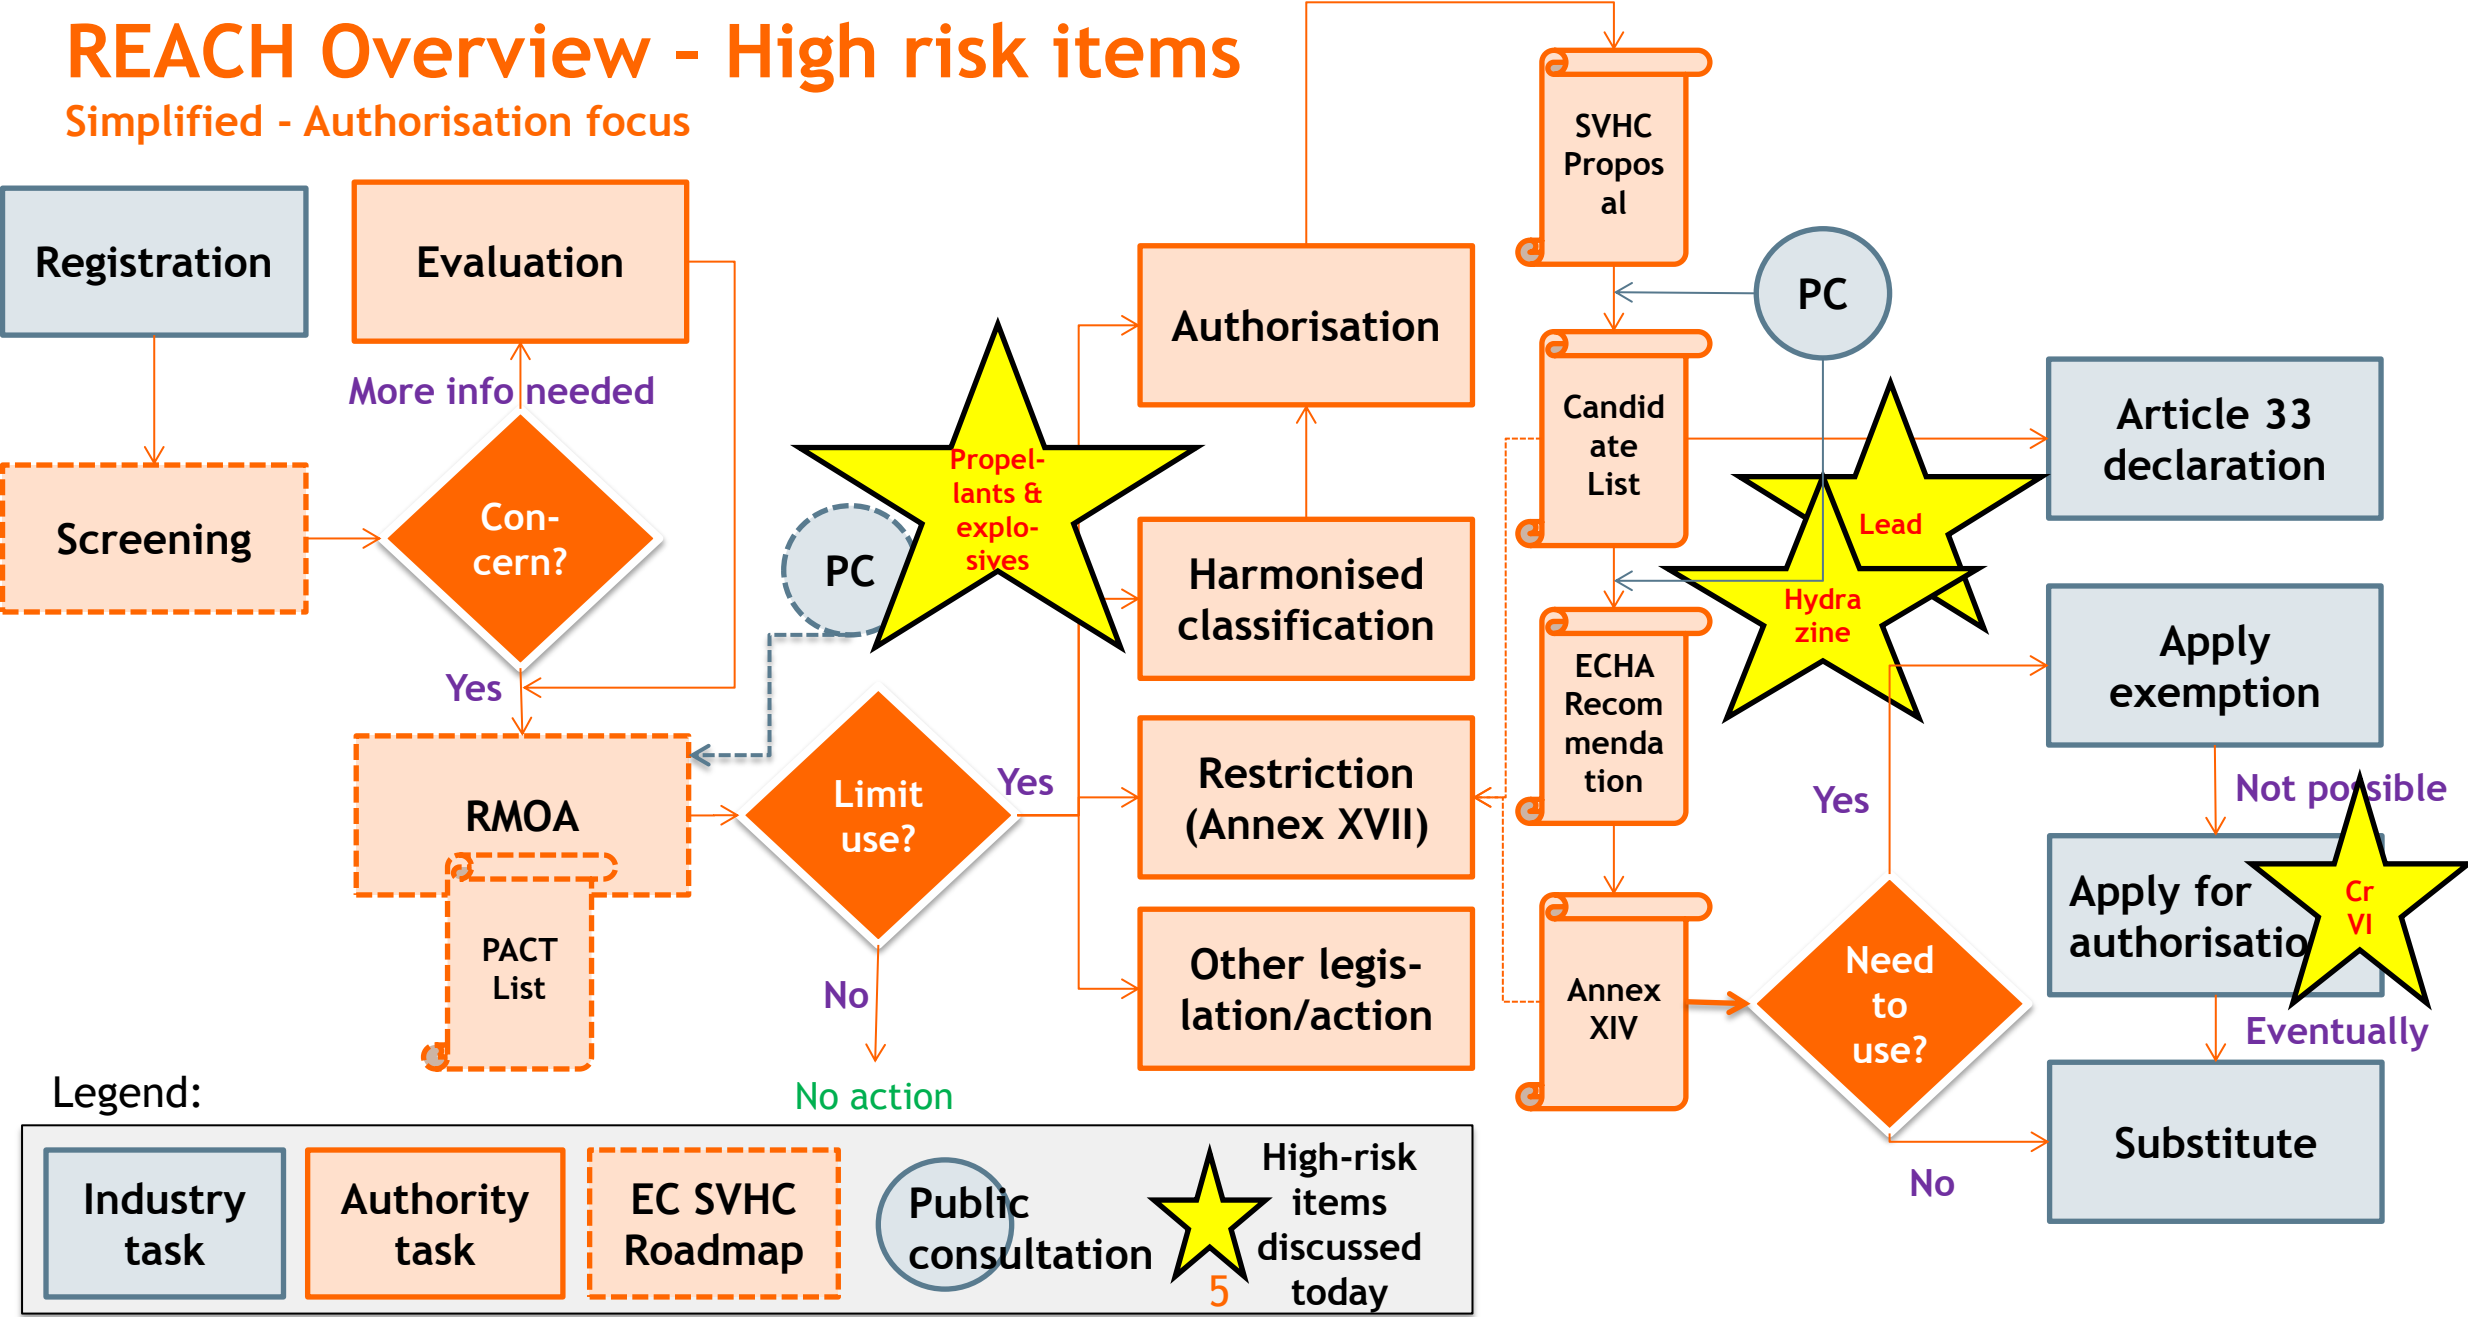 REACH Overview – High risk items
Simplified - Authorisation focus
Registration
Evaluation
More info needed
Screening
Con-
cern?
Yes
RMOA
PACT
List
PC
Propel-
lants &
explo-
sives
Limit
use?
Yes
No
No action
Authorisation
Harmonised
classification
Restriction
(Annex XVII)
Other legis-
lation/action
SVHC
Propos
al
PC
Candid
ate
List
ECHA
Recom
menda
tion
Annex
XIV
Lead
Hydra
zine
Article 33
declaration
Apply
exemption
Yes
Not possible
Apply for
authorisatio
Cr
VI
Need
to
use?
Eventually
No
Substitute
Legend:
Industry
task
Authority
task
EC SVHC
Roadmap
Public
consultation
High-risk
items
discussed
today
5